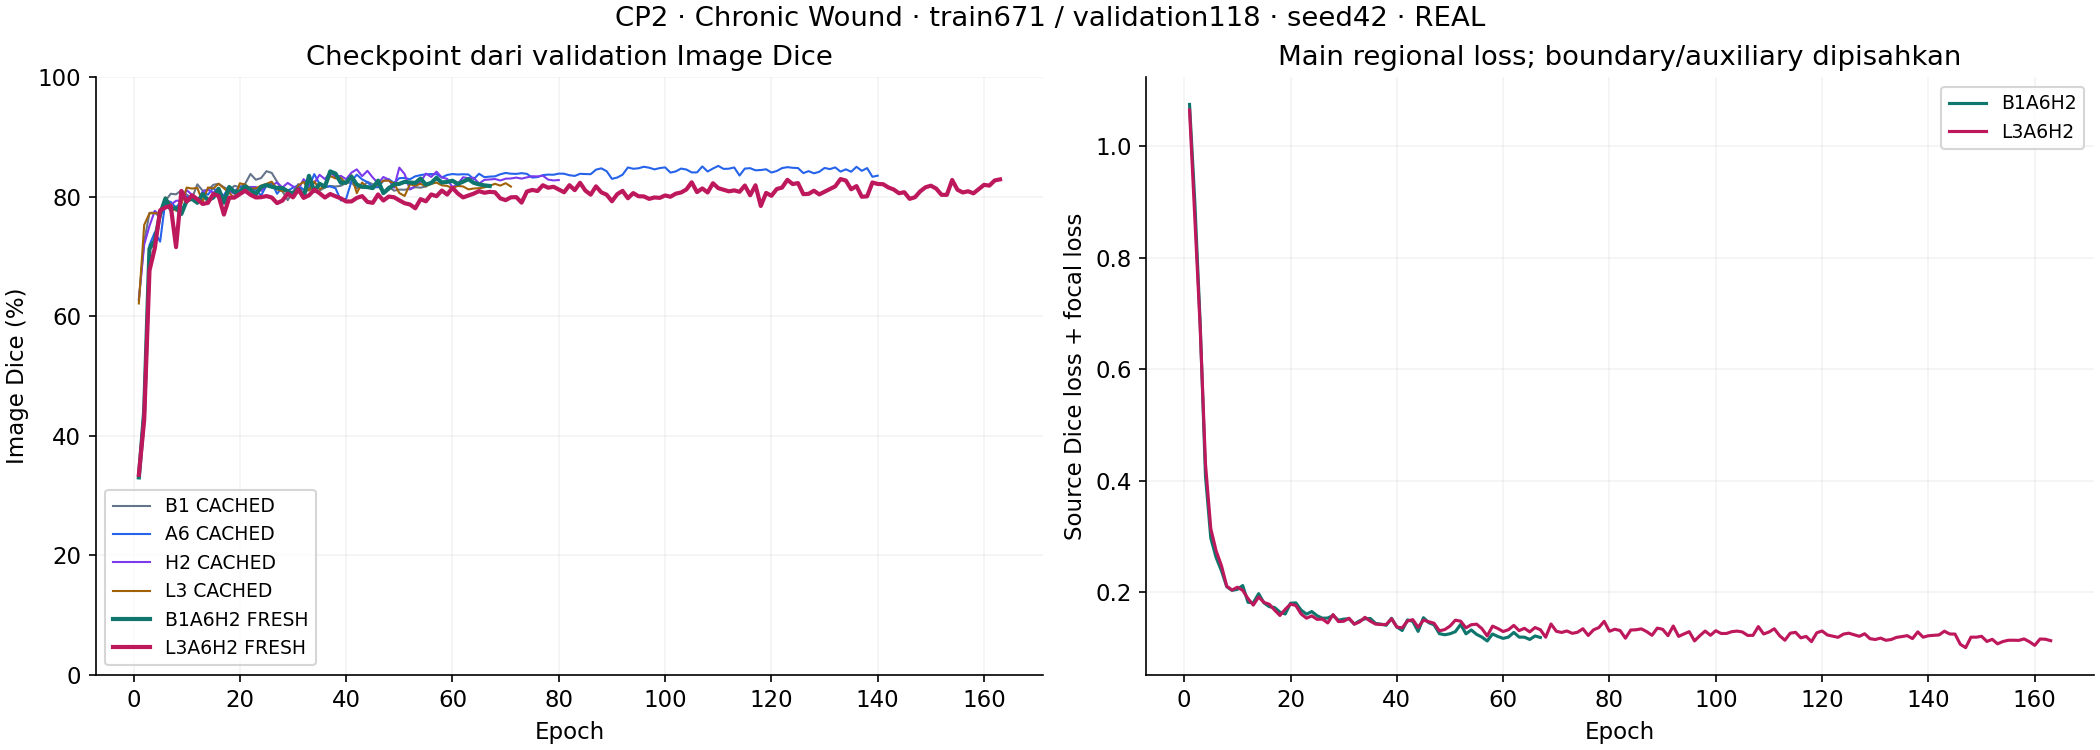 CP2 · Chronic Wound · train671 / validation118 · seed42 · REAL
Checkpoint dari validation Image Dice
Image Dice (%)
100
80
60
40
20
0
B1 CACHED
A6 CACHED
H2 CACHED
L3 CACHED
B1A6H2 FRESH
L3A6H2 FRESH
0 20 40 60 80 100 120 140 160
Epoch
Main regional loss; boundary/auxiliary dipisahkan
Source Dice loss + focal loss
1.0
0.8
0.6
0.4
0.2
B1A6H2
L3A6H2
0 20 40 60 80 100 120 140 160
Epoch